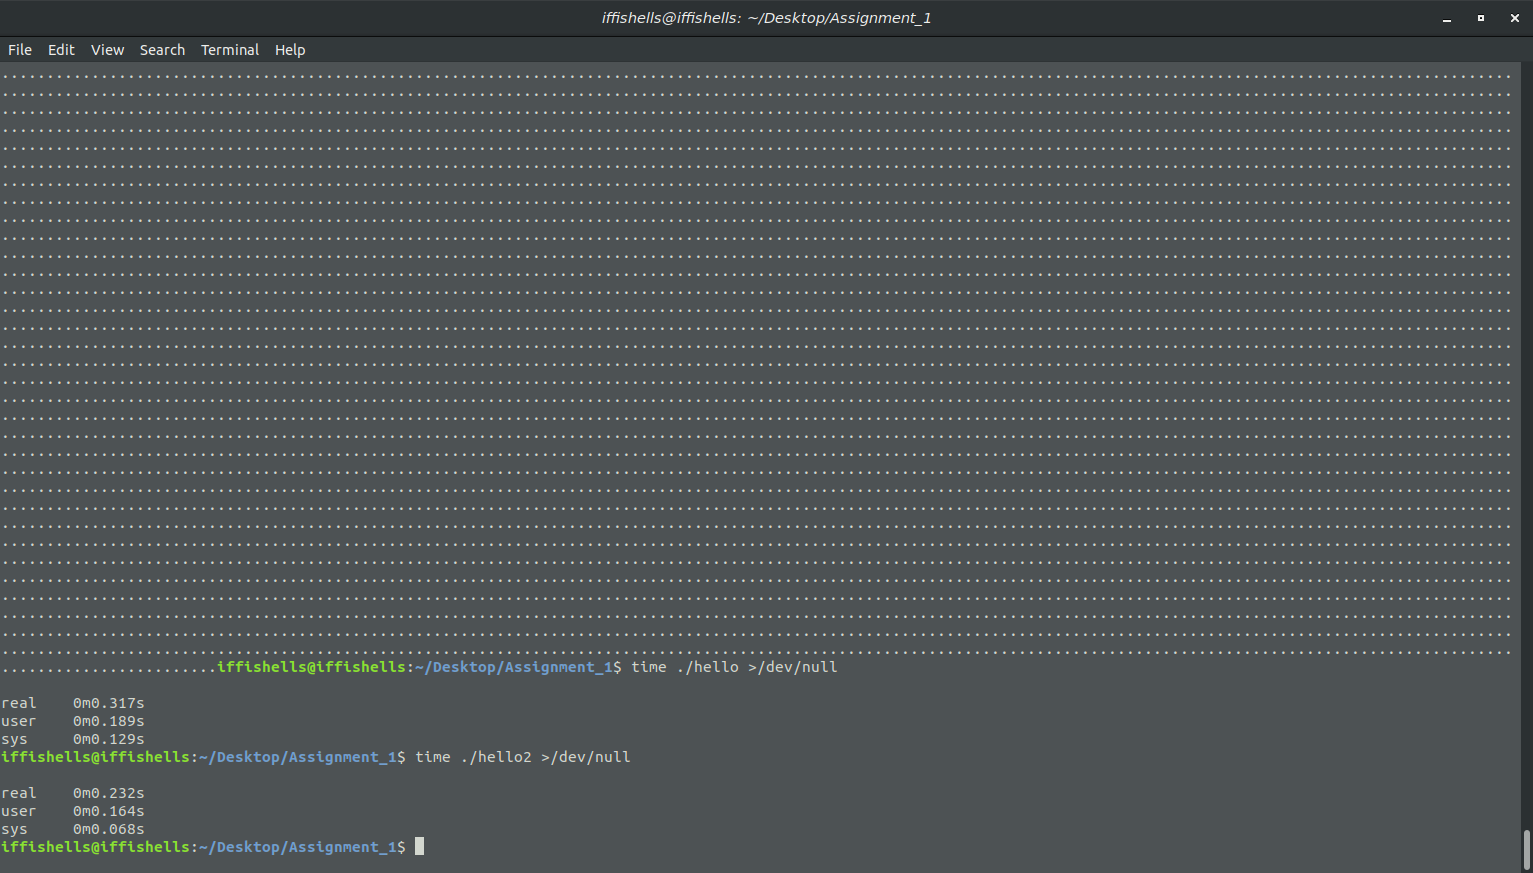 iffishells@iffishells: ~/Desktop/Assignment_1
File Edit View Search Terminal Help
........................iffishells@iffishells:~/Desktop/Assignment_1$ time ./hello >/dev/null
real 0m0.317s
user 0m0.189s
sys 0m0.129s
iffishells@iffishells:~/Desktop/Assignment_1$ time ./hello2 >/dev/null
real 0m0.232s
user 0m0.164s
sys 0m0.068s
iffishells@iffishells:~/Desktop/Assignment_1$